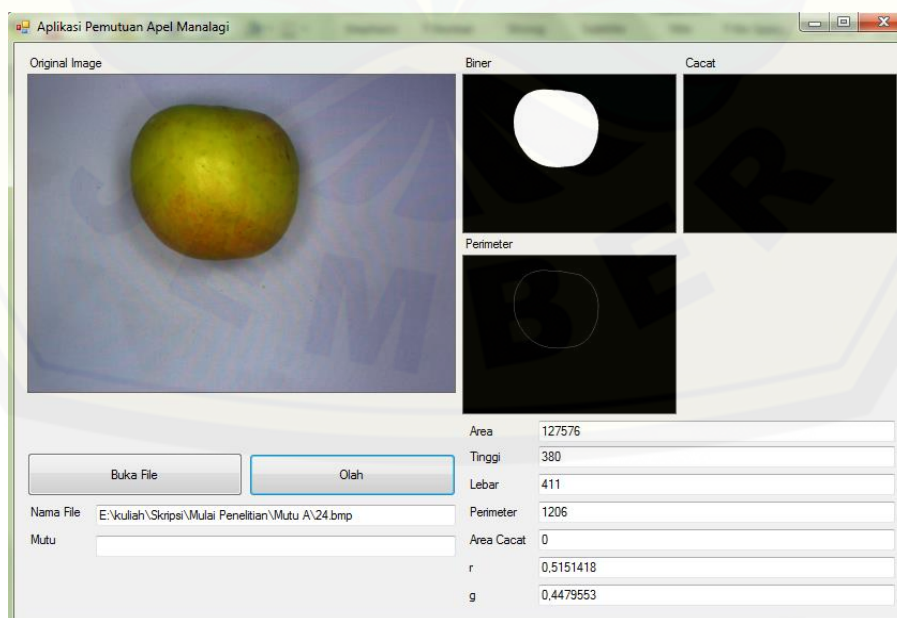 Aplikasi Pemutuan Apel Manalagi
Original Image
Biner
Cacat
Perimeter
Buka File
Olah
Nama File E:\kuliah\Skripsi\Mulai Penelitian\Mutu A\24.bmp
Mutu
Area 127576
Tinggi 380
Lebar 411
Perimeter 1206
Area Cacat 0
r 0,5151418
g 0,4479553